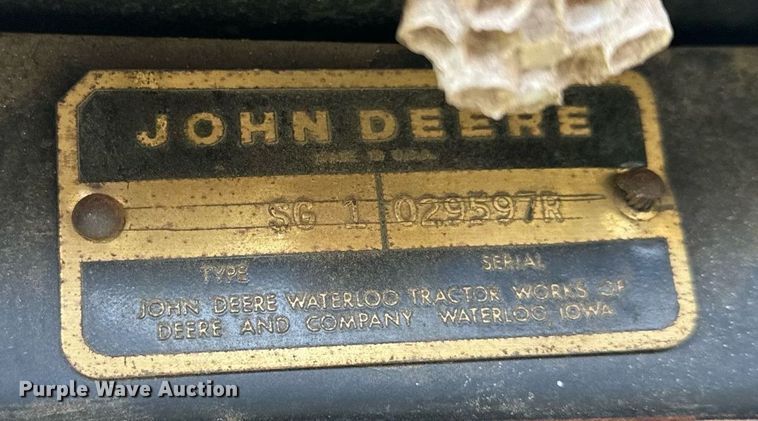 JOHN DEERE
MADE IN U.S.A.
SG 1 029597R
TYPE SERIAL
JOHN DEERE WATERLOO TRACTOR WORKS OF
DEERE AND COMPANY WATERLOO, IOWA
Purple Wave Auction